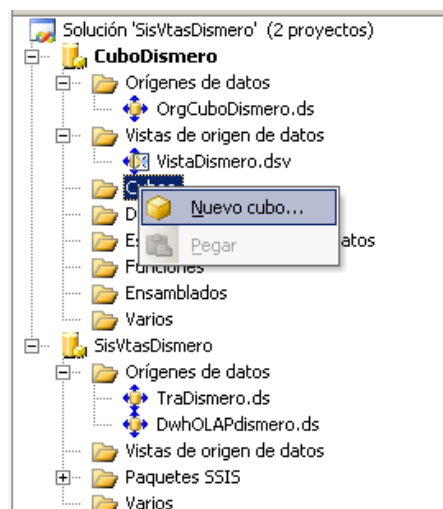 Solución 'SisVtasDismero' (2 proyectos)
CuboDismero
Orígenes de datos
OrgCuboDismero.ds
Vistas de origen de datos
VistaDismero.dsv
Nuevo cubo...
D
Pegar
E
atos
Funciones
Ensamblados
Varios
SisVtasDismero
Orígenes de datos
TraDismero.ds
DwhOLAPdismero.ds
Vistas de origen de datos
Paquetes SSIS
Varios